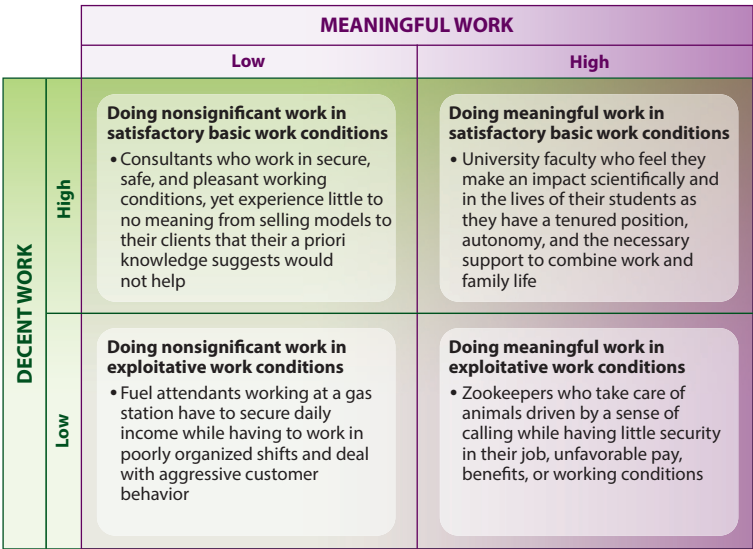 MEANINGFUL WORK
Low
High
DECENT WORK
High
Doing nonsignificant work in
satisfactory basic work conditions
• Consultants who work in secure,
safe, and pleasant working
conditions, yet experience little to
no meaning from selling models to
their clients that their a priori
knowledge suggests would
not help
Doing meaningful work in
satisfactory basic work conditions
• University faculty who feel they
make an impact scientifically and
in the lives of their students as
they have a tenured position,
autonomy, and the necessary
support to combine work and
family life
Low
Doing nonsignificant work in
exploitative work conditions
• Fuel attendants working at a gas
station have to secure daily
income while having to work in
poorly organized shifts and deal
with aggressive customer
behavior
Doing meaningful work in
exploitative work conditions
• Zookeepers who take care of
animals driven by a sense of
calling while having little security
in their job, unfavorable pay,
benefits, or working conditions